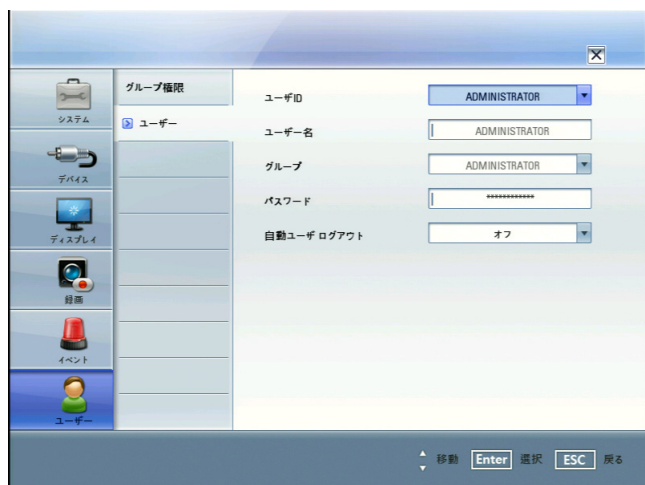 システム
デバイス
ディスプレイ
録画
イベント
ユーザー
グループ権限
ユーザー
ユーザID ADMINISTRATOR
ユーザー名 ADMINISTRATOR
グループ ADMINISTRATOR
パスワード ************
自動ユーザ ログアウト オフ
移動 Enter 選択 ESC 戻る